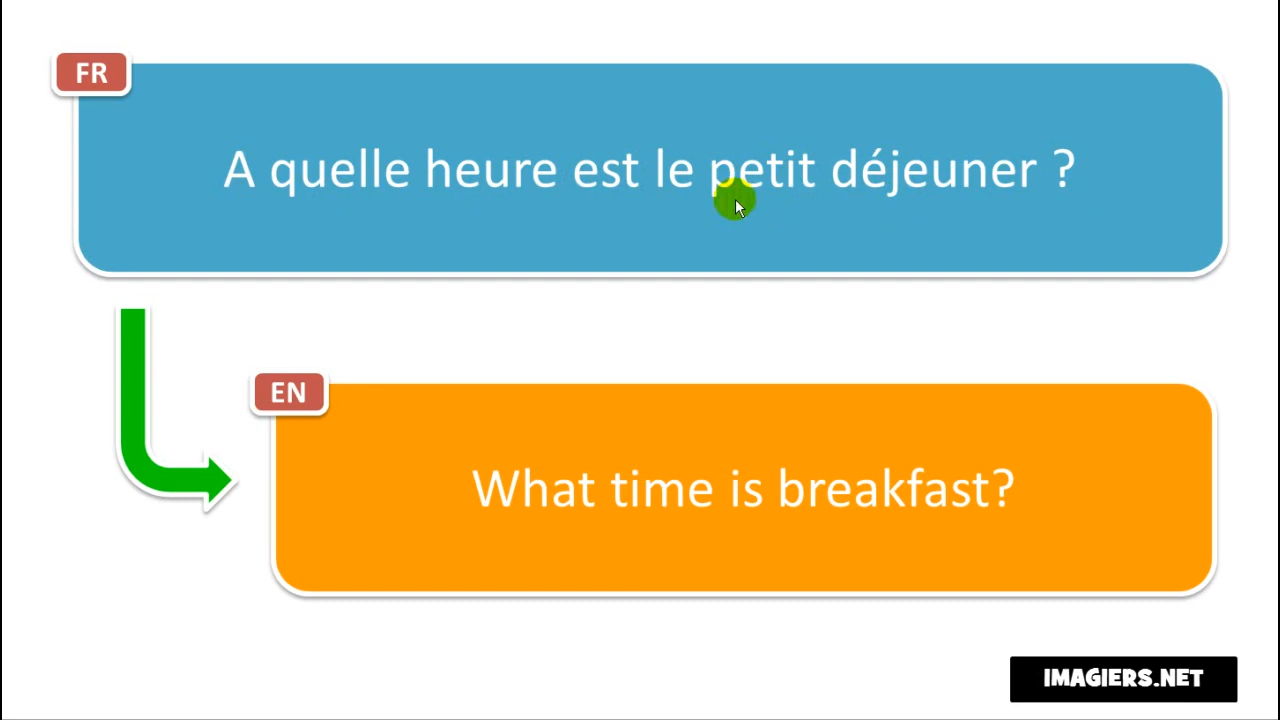 FR
A quelle heure est le petit déjeuner ?
EN
What time is breakfast?
IMAGIERS.NET